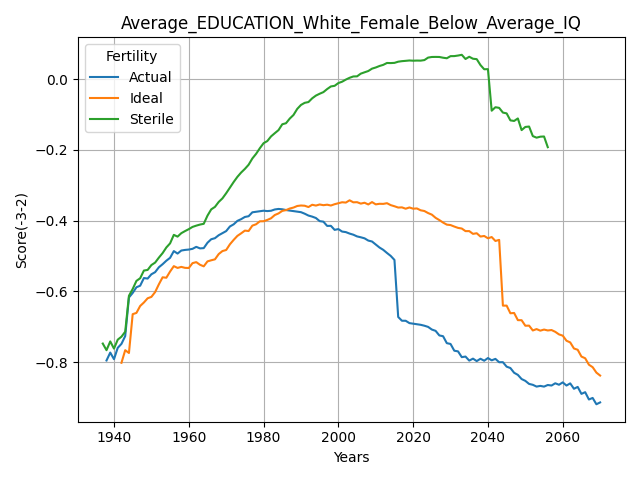 Average_EDUCATION_White_Female_Below_Average_IQ
Fertility
Actual
Ideal
Sterile
Score(-3-2)
0.0
−0.2
−0.4
−0.6
−0.8
1940 1960 1980 2000 2020 2040 2060
Years